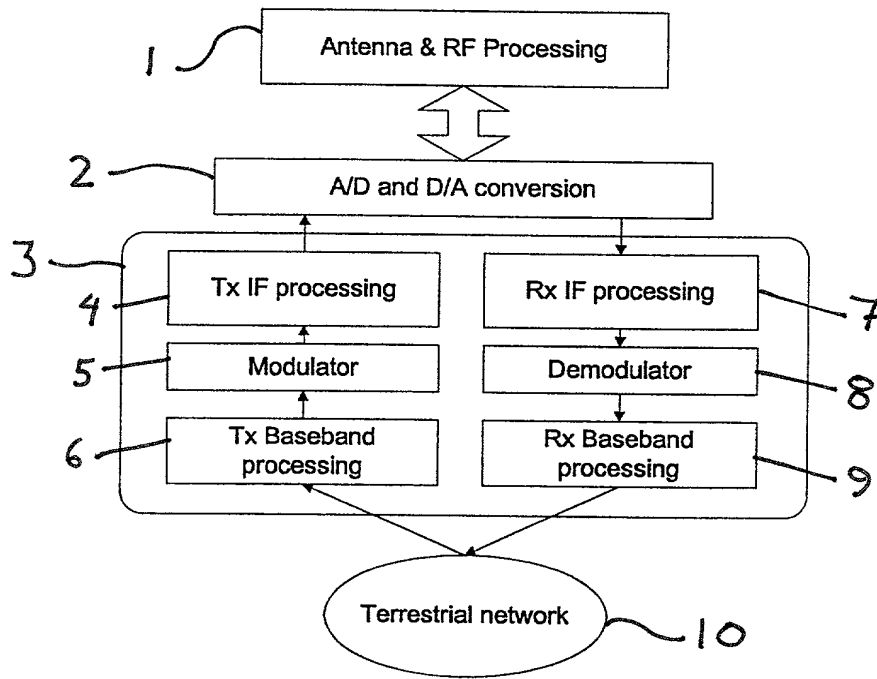 1
Antenna & RF Processing
2
A/D and D/A conversion
3
4
Tx IF processing
Rx IF processing
7
5
Modulator
Demodulator
8
6
Tx Baseband
processing
Rx Baseband
processing
9
Terrestrial network
10